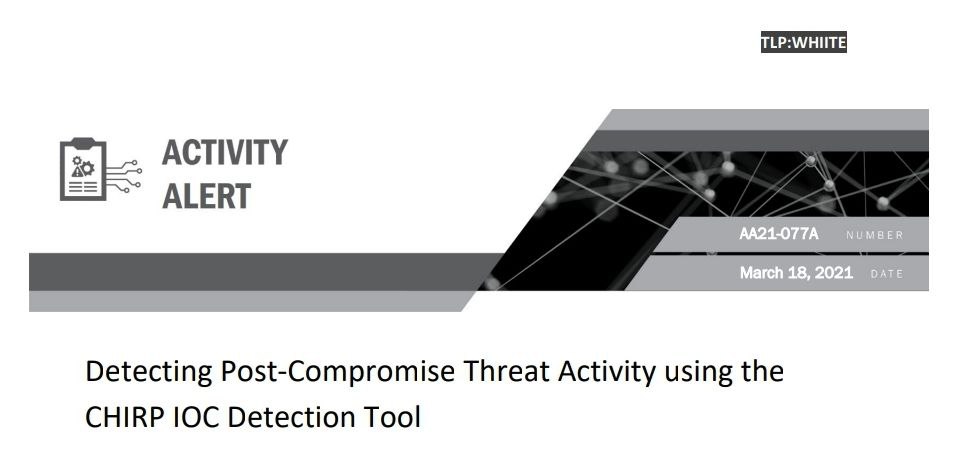 TLP:WHIITE
ACTIVITY
ALERT
AA21-077A NUMBER
March 18, 2021 DATE
Detecting Post-Compromise Threat Activity using the
CHIRP IOC Detection Tool